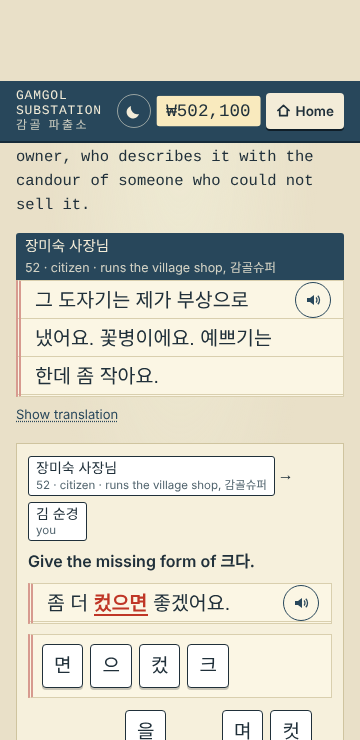 GAMGOL
SUBSTATION
감골 파출소
₩502,100
Home
owner, who describes it with the
candour of someone who could not
sell it.
장미숙 사장님
52 · citizen · runs the village shop, 감골슈퍼
그 도자기는 제가 부상으로
냈어요. 꽃병이에요. 예쁘기는
한데 좀 작아요.
Show translation
장미숙 사장님
52 · citizen · runs the village shop, 감골슈퍼
→
김 순경
you
Give the missing form of 크다.
좀 더 컸으면 좋겠어요.
면 으 컸 크
을 며 컷